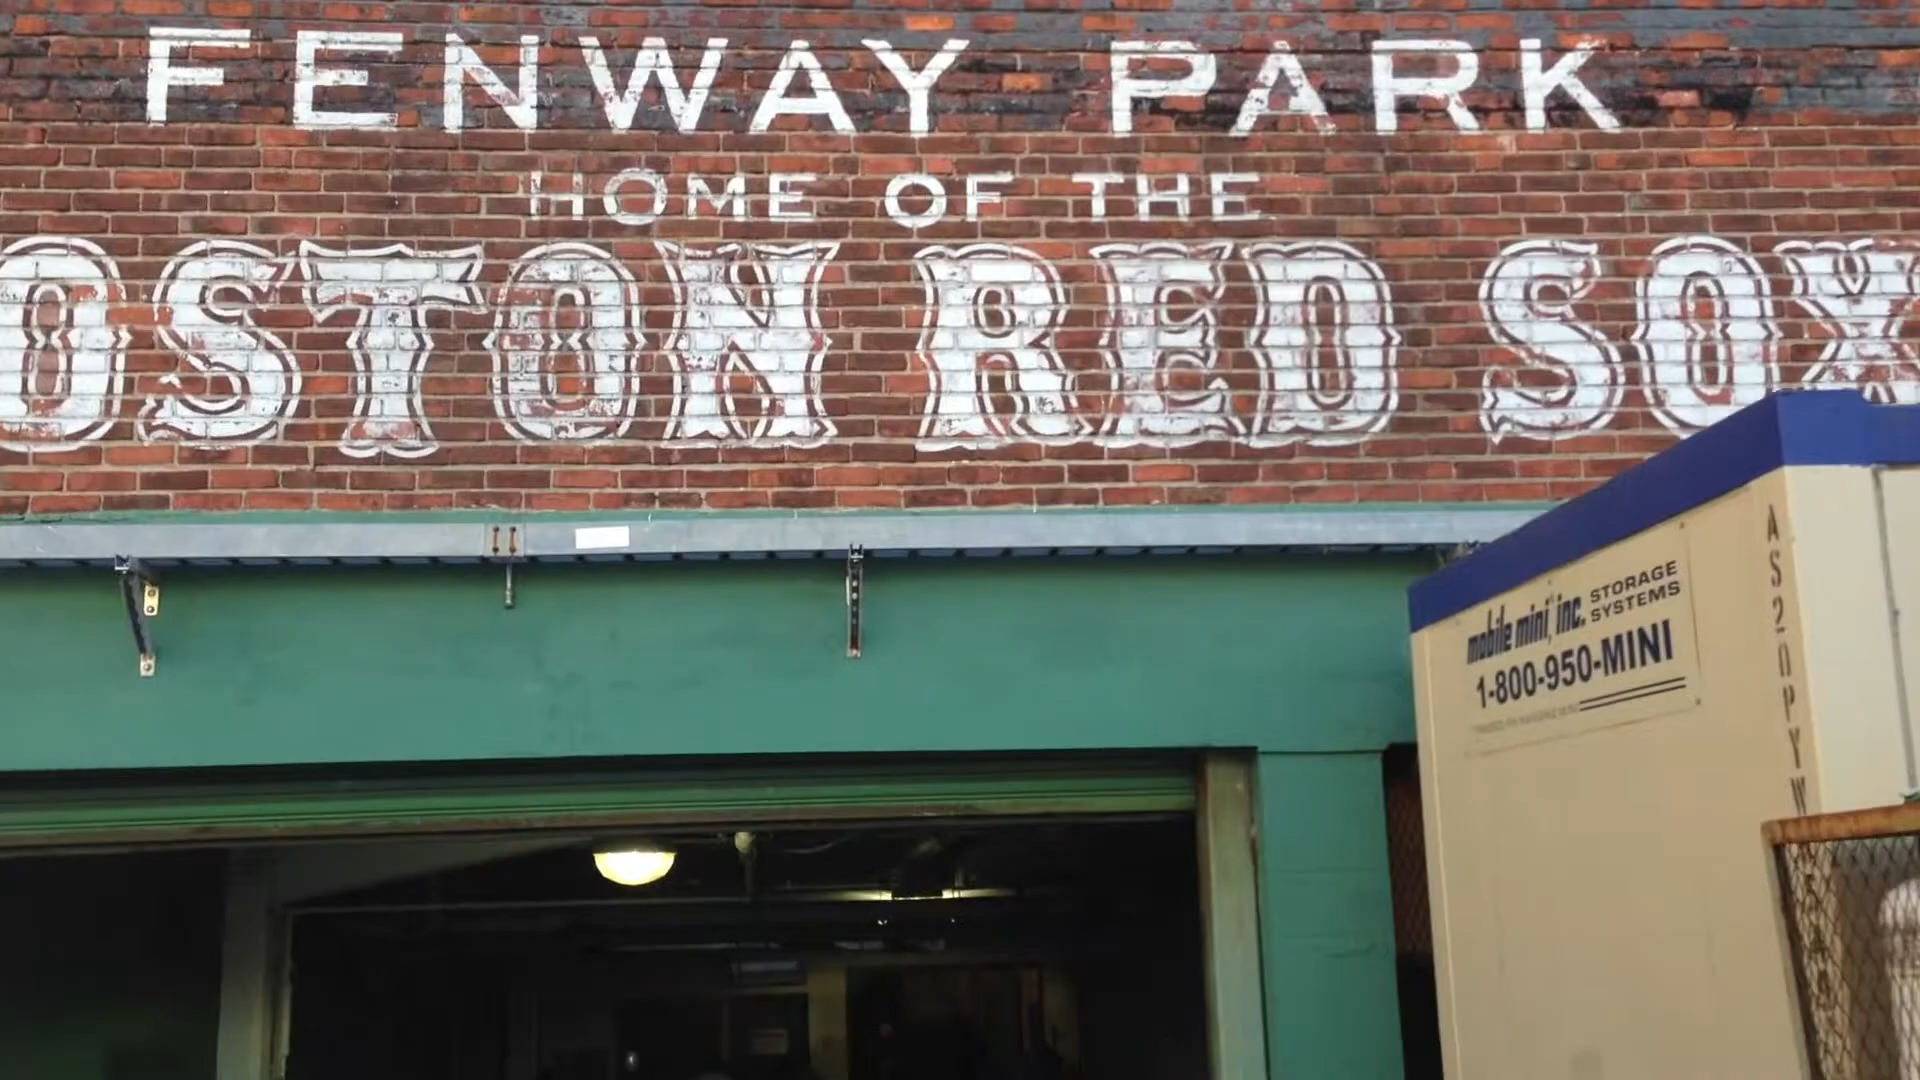 FENWAY PARK
HOME OF THE
OSTON RED SOX
mobile mini, inc. STORAGE SYSTEMS
1-800-950-MINI